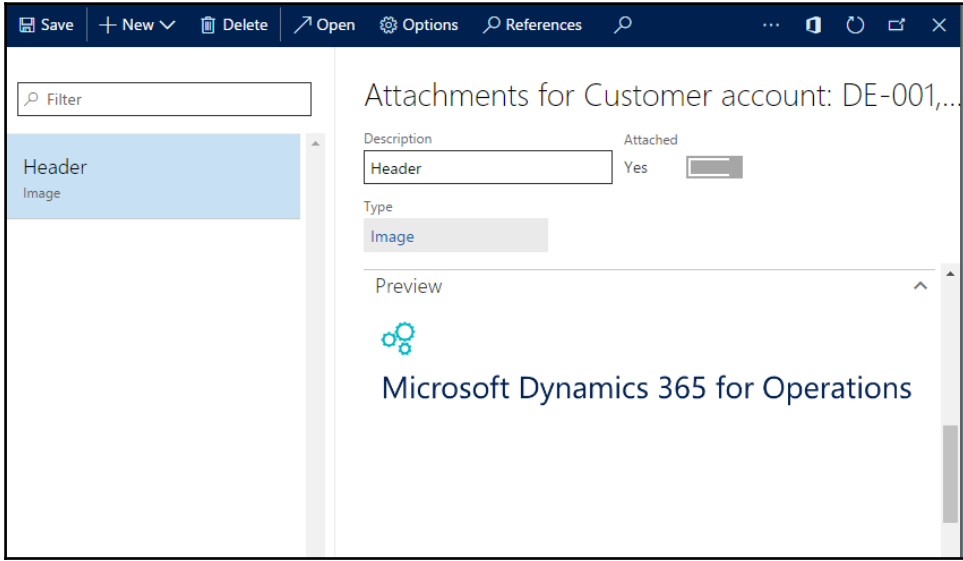 Save New Delete Open Options References ...
Filter
Header
Image
Attachments for Customer account: DE-001,...
Description Attached
Header Yes
Type
Image
Preview
Microsoft Dynamics 365 for Operations